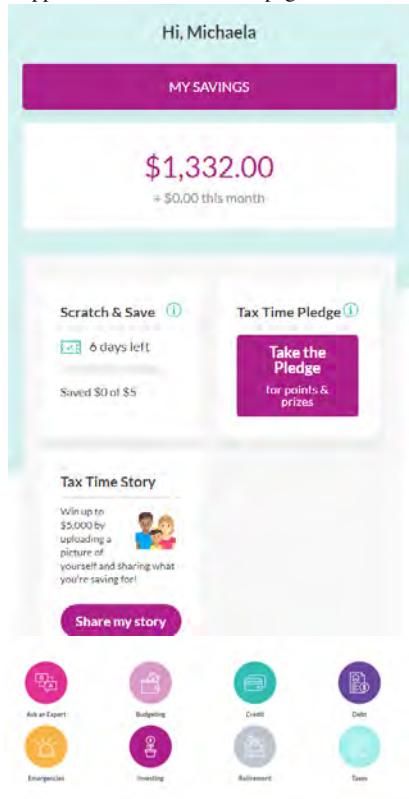 Hi, Michaela
MY SAVINGS
$1,332.00
+ $0.00 this month
Scratch & Save
Tax Time Pledge
6 days left
Take the
Pledge
Saved $0 of $5
for points &
prizes
Tax Time Story
Win up to
$5,000 by
uploading a
picture of
yourself and sharing what
you're saving for!
Share my story
Ask an Expert
Budgeting
Credit
Debt
Emergencies
Investing
Retirement
Taxes